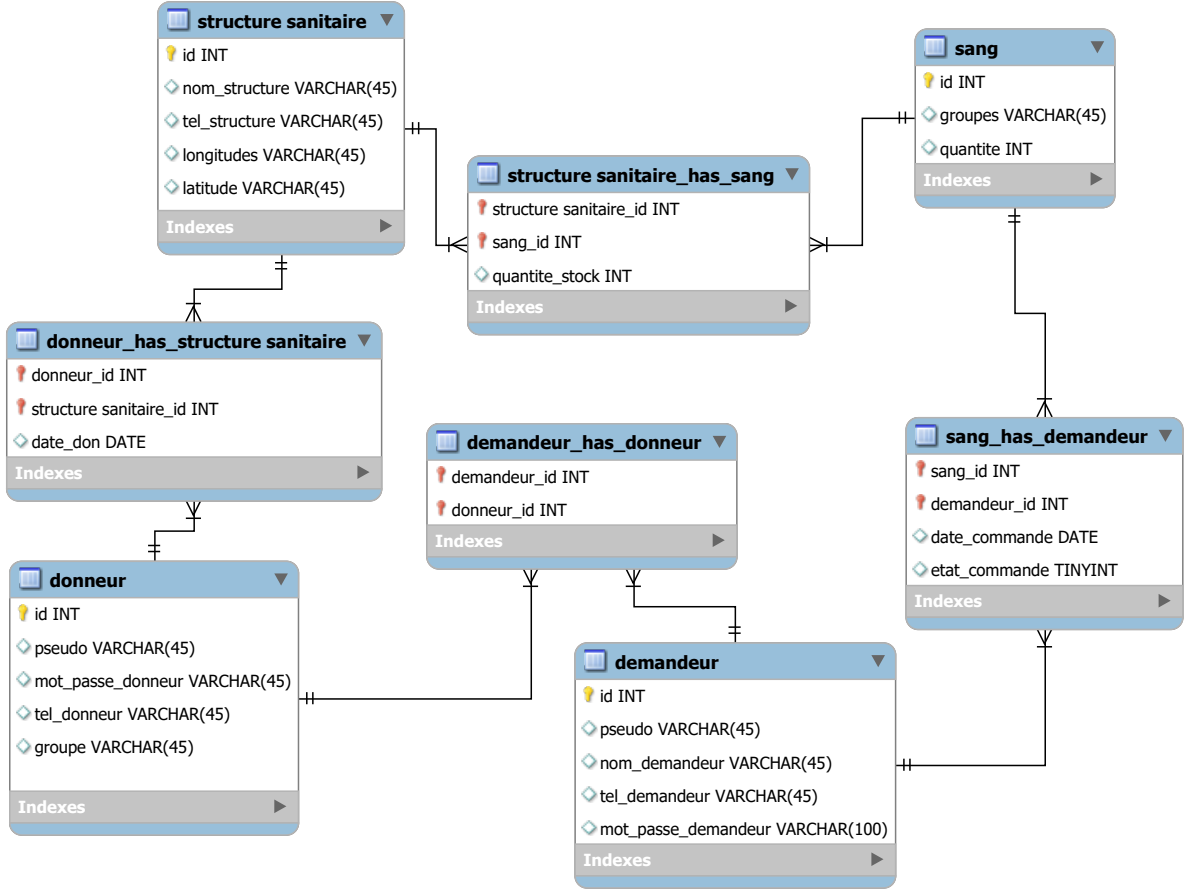 structure sanitaire
id INT
nom_structure VARCHAR(45)
tel_structure VARCHAR(45)
longitudes VARCHAR(45)
latitude VARCHAR(45)
Indexes
sang
id INT
groupes VARCHAR(45)
quantite INT
Indexes
structure sanitaire_has_sang
structure sanitaire_id INT
sang_id INT
quantite_stock INT
Indexes
donneur_has_structure sanitaire
donneur_id INT
structure sanitaire_id INT
date_don DATE
Indexes
demandeur_has_donneur
demandeur_id INT
donneur_id INT
Indexes
sang_has_demandeur
sang_id INT
demandeur_id INT
date_commande DATE
etat_commande TINYINT
Indexes
donneur
id INT
pseudo VARCHAR(45)
mot_passe_donneur VARCHAR(45)
tel_donneur VARCHAR(45)
groupe VARCHAR(45)
Indexes
demandeur
id INT
pseudo VARCHAR(45)
nom_demandeur VARCHAR(45)
tel_demandeur VARCHAR(45)
mot_passe_demandeur VARCHAR(100)
Indexes